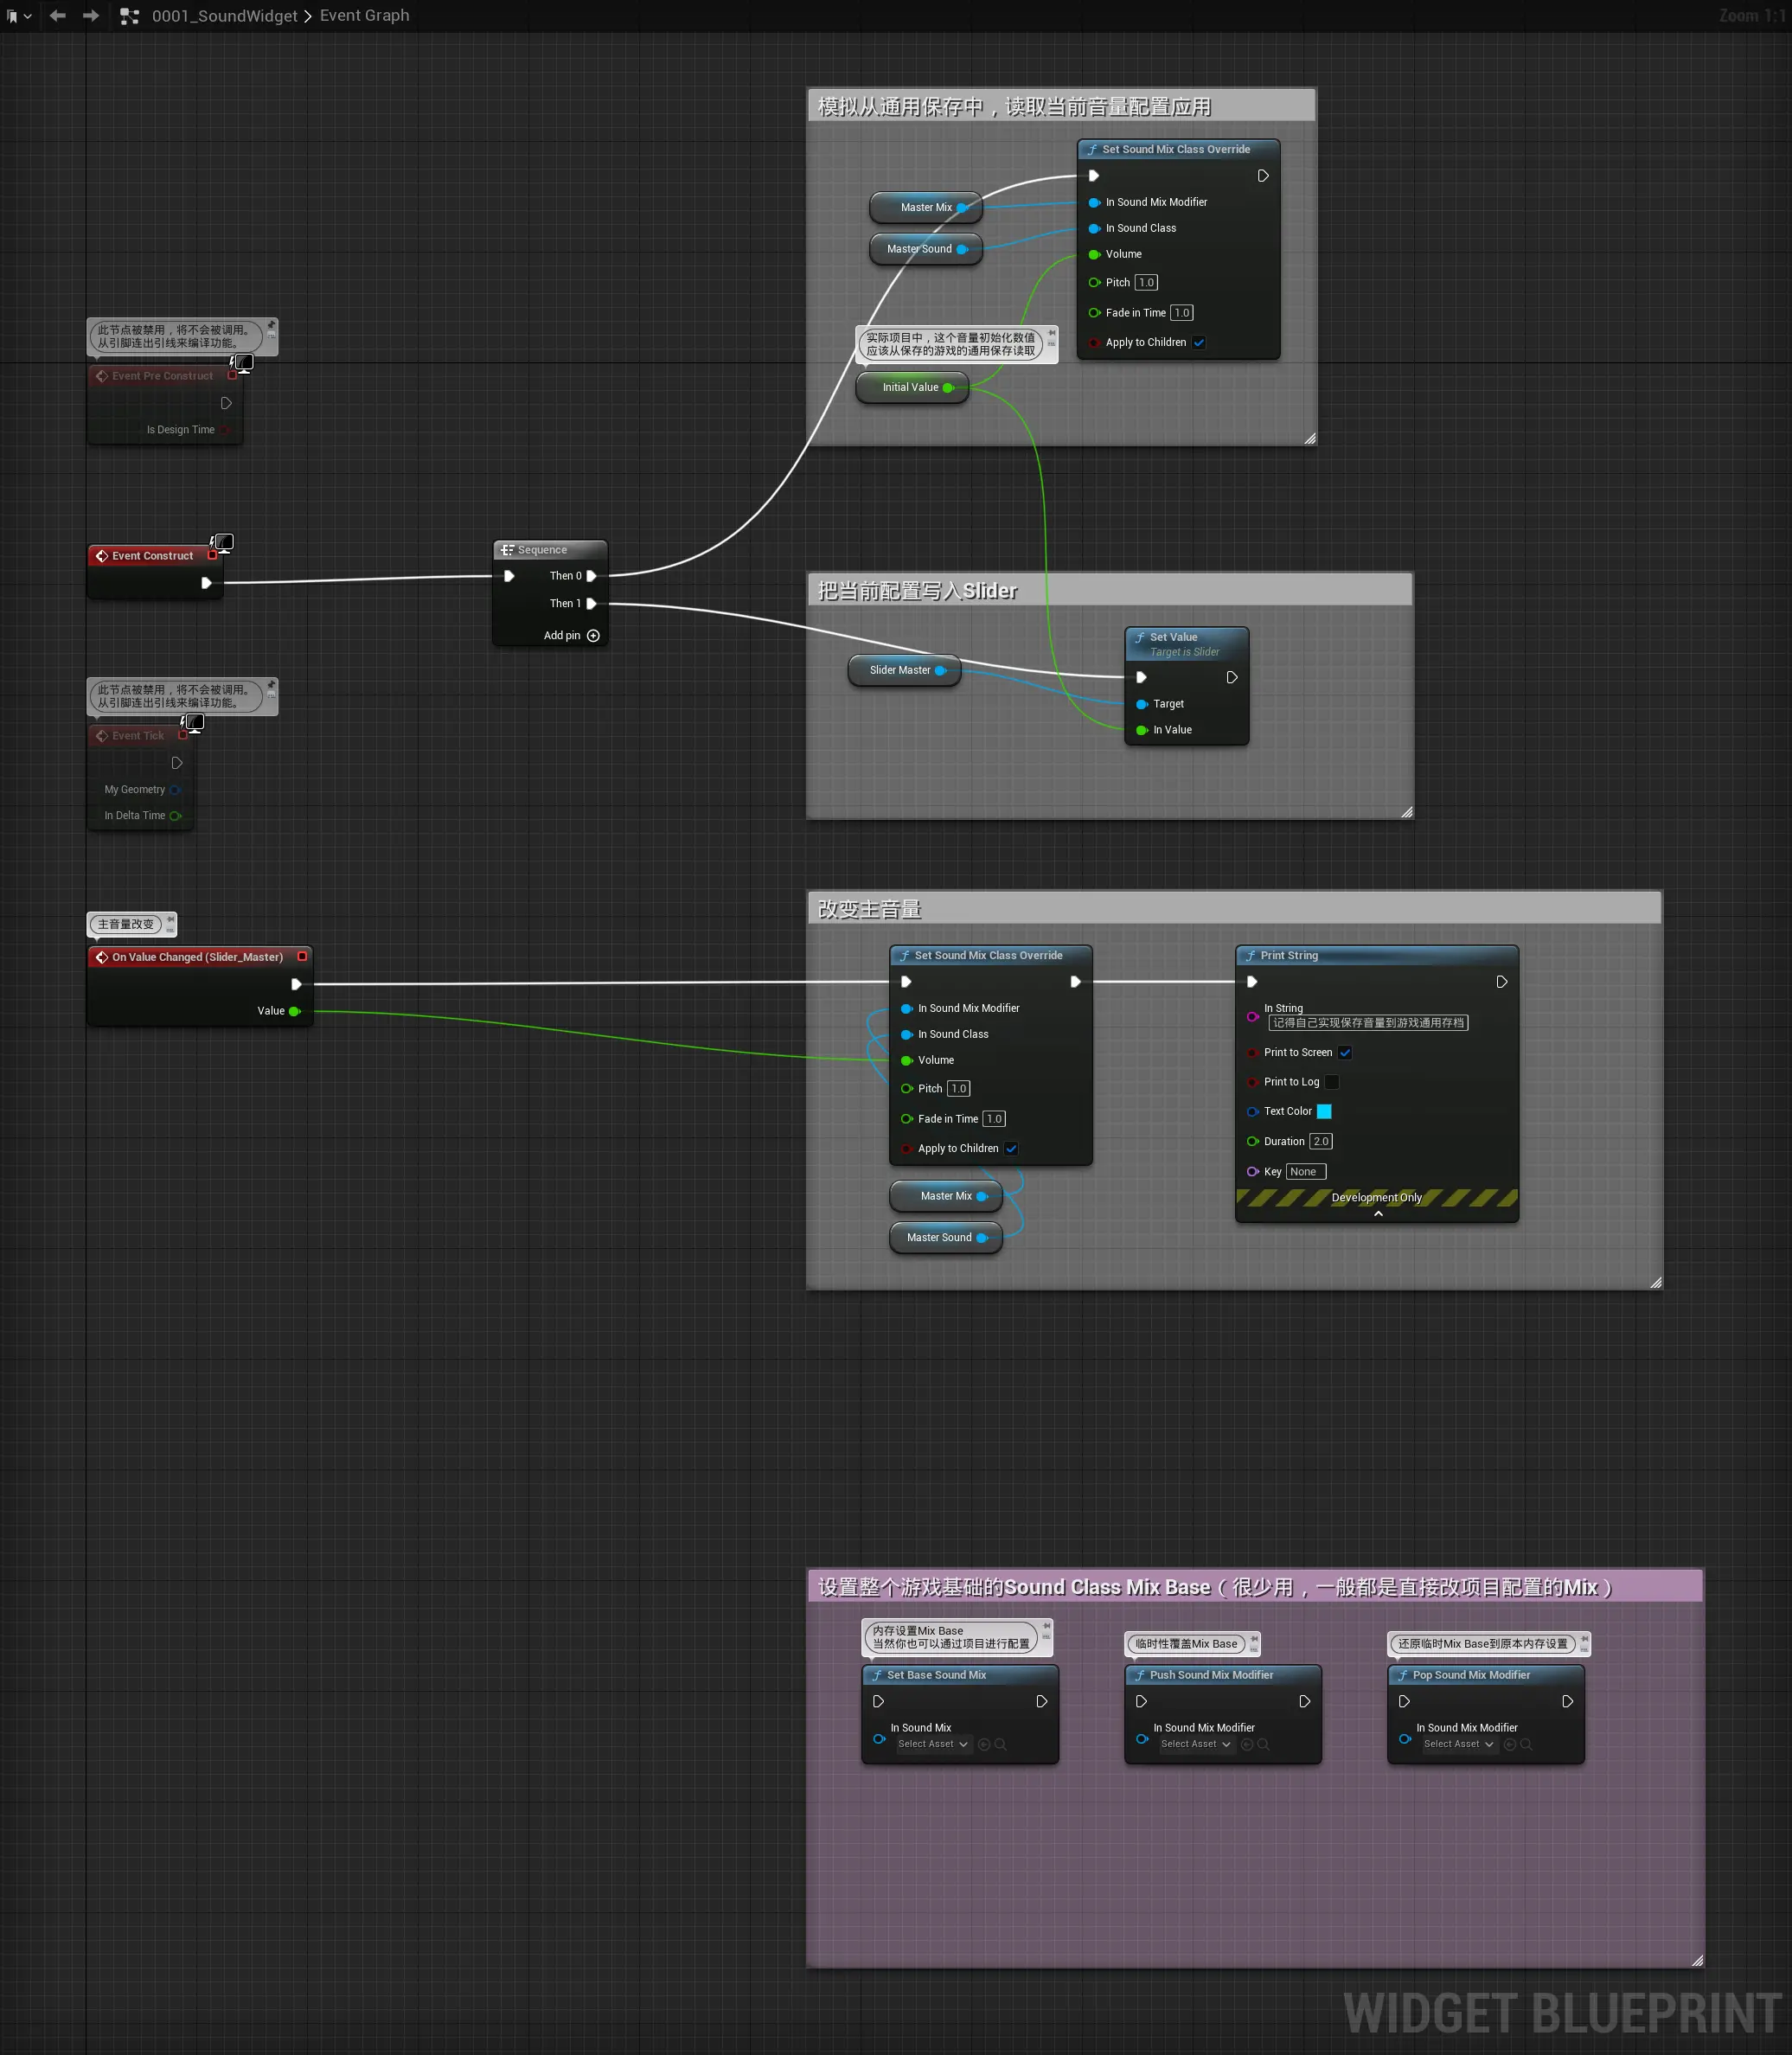 0001_SoundWidget > Event Graph
Zoom 1:1
模拟从通用保存中，读取当前音量配置应用
Set Sound Mix Class Override
Master Mix
In Sound Mix Modifier
Master Sound
In Sound Class
Volume
Pitch 1.0
Fade in Time 1.0
Apply to Children
实际项目中，这个音量初始化数值
应该从保存的游戏的通用保存读取
Initial Value
此节点被禁用，将不会被调用。
从引脚连出引线来编译功能。
Event Pre Construct
Is Design Time
Event Construct
Sequence
Then 0
Then 1
Add pin
把当前配置写入Slider
Set Value
Target is Slider
Slider Master
Target
In Value
此节点被禁用，将不会被调用。
从引脚连出引线来编译功能。
Event Tick
My Geometry
In Delta Time
主音量改变
On Value Changed (Slider_Master)
Value
改变主音量
Set Sound Mix Class Override
In Sound Mix Modifier
In Sound Class
Volume
Pitch 1.0
Fade in Time 1.0
Apply to Children
Master Mix
Master Sound
Print String
In String
记得自己实现保存音量到游戏通用存档
Print to Screen
Print to Log
Text Color
Duration 2.0
Key None
Development Only
设置整个游戏基础的Sound Class Mix Base（很少用，一般都是直接改项目配置的Mix）
内存设置Mix Base
当然你也可以通过项目进行配置
Set Base Sound Mix
In Sound Mix
Select Asset
临时性覆盖Mix Base
Push Sound Mix Modifier
In Sound Mix Modifier
Select Asset
还原临时Mix Base到原本内存设置
Pop Sound Mix Modifier
In Sound Mix Modifier
Select Asset
WIDGET BLUEPRINT